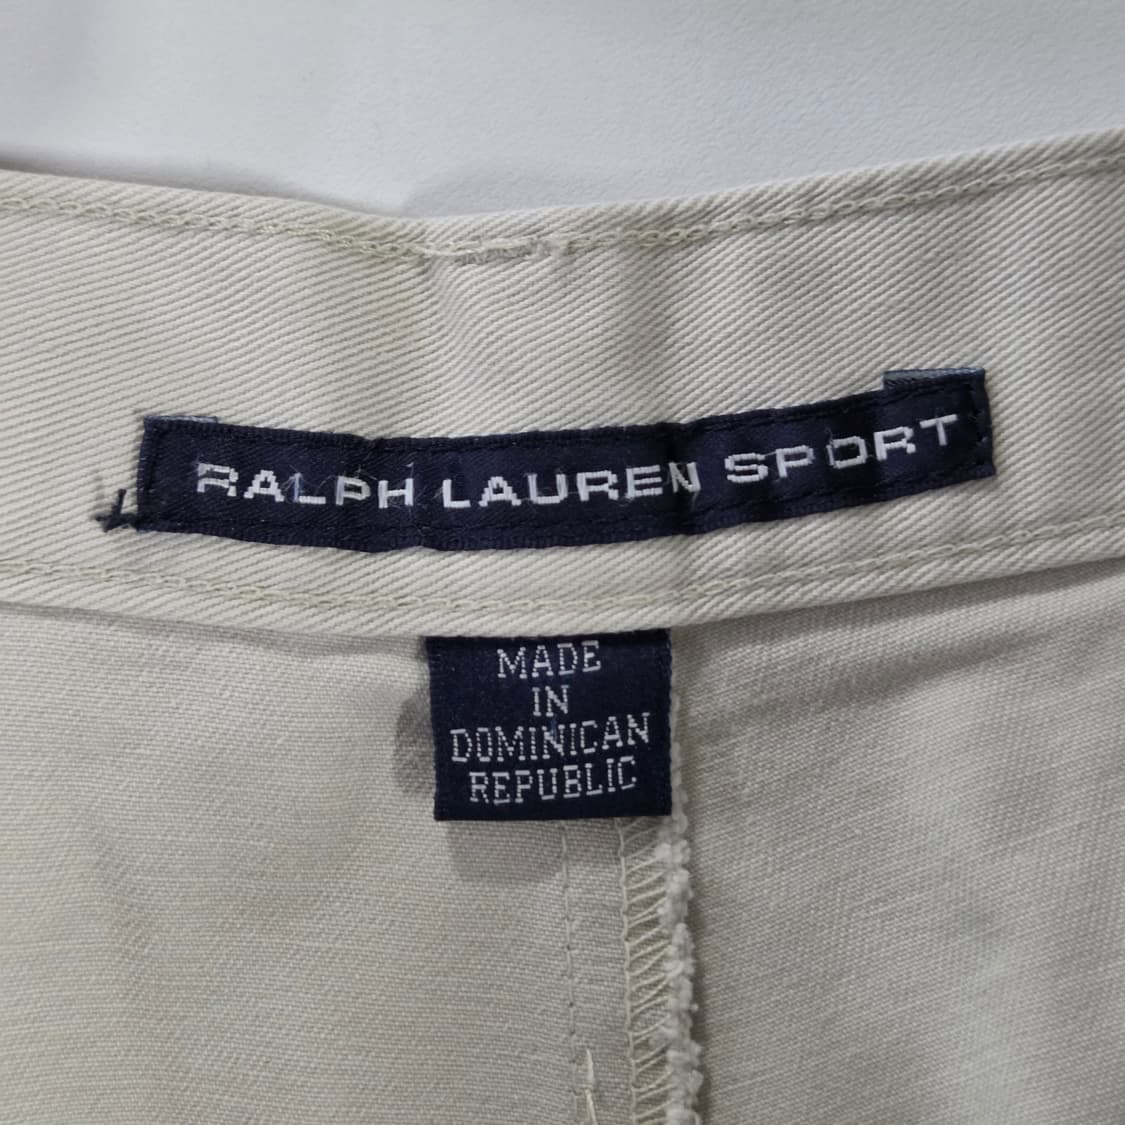 RALPH LAUREN SPORT
MADE
IN
DOMINICAN
REPUBLIC